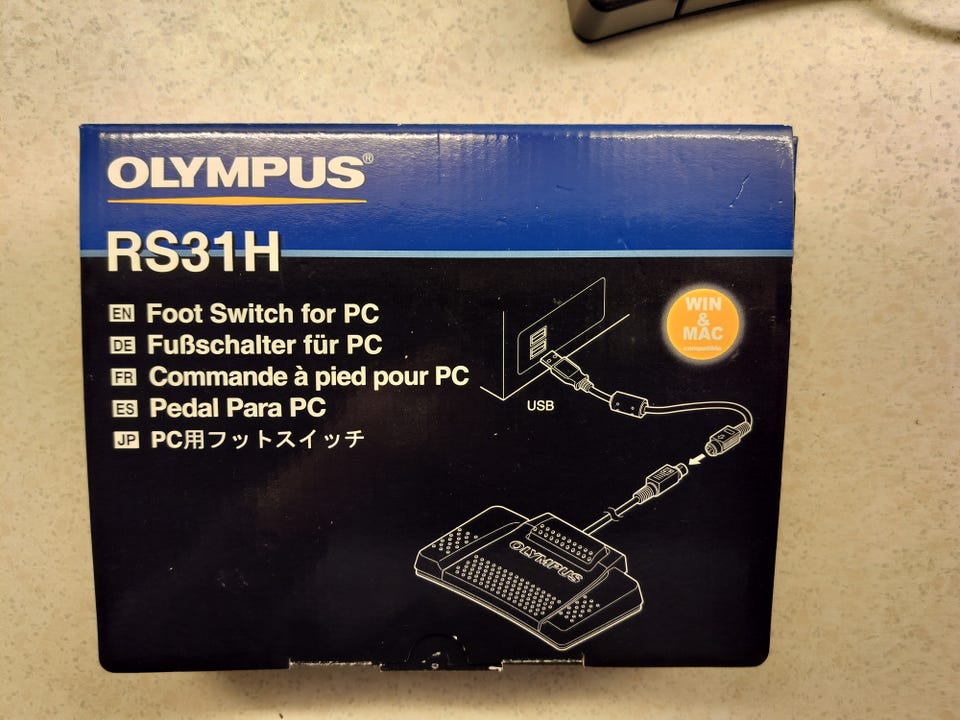 OLYMPUS®
RS31H
EN Foot Switch for PC
DE Fußschalter für PC
FR Commande à pied pour PC
ES Pedal Para PC
JP PC用フットスイッチ
WIN
&
MAC
compatible
USB
OLYMPUS